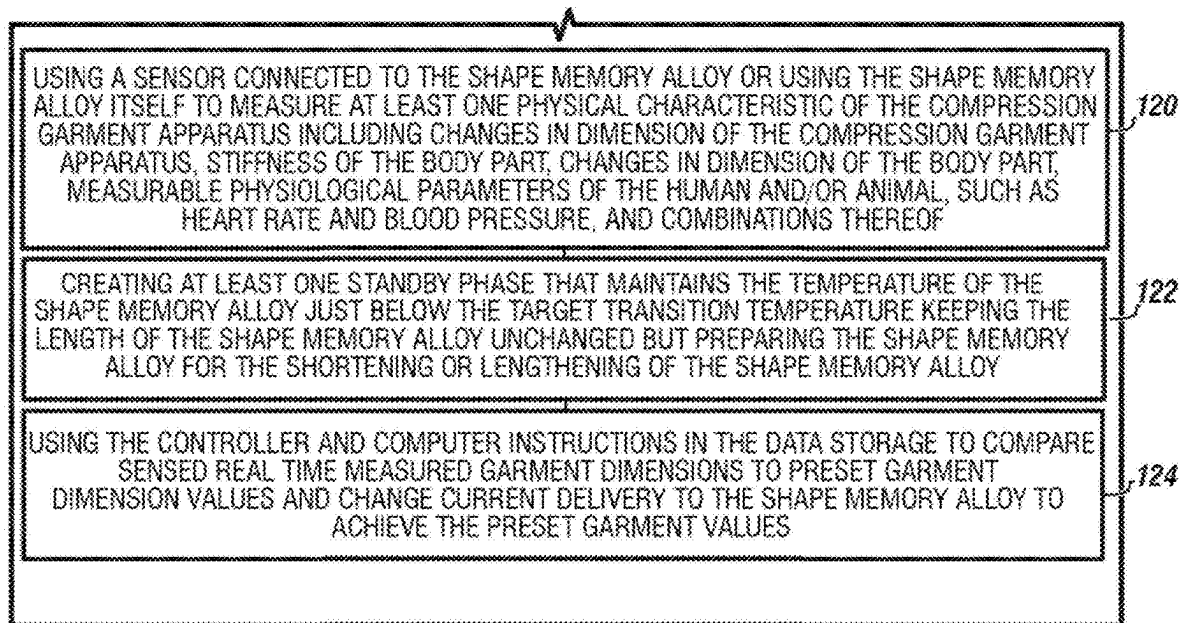 USING A SENSOR CONNECTED TO THE SHAPE MEMORY ALLOY OR USING THE SHAPE MEMORY
ALLOY ITSELF TO MEASURE AT LEAST ONE PHYSICAL CHARACTERISTIC OF THE COMPRESSION
GARMENT APPARATUS INCLUDING CHANGES IN DIMENSION OF THE COMPRESSION GARMENT
APPARATUS, STIFFNESS OF THE BODY PART, CHANGES IN DIMENSION OF THE BODY PART,
MEASURABLE PHYSIOLOGICAL PARAMETERS OF THE HUMAN AND/OR ANIMAL, SUCH AS
HEART RATE AND BLOOD PRESSURE, AND COMBINATIONS THEREOF
120
CREATING AT LEAST ONE STANDBY PHASE THAT MAINTAINS THE TEMPERATURE OF THE
SHAPE MEMORY ALLOY JUST BELOW THE TARGET TRANSITION TEMPERATURE KEEPING THE
LENGTH OF THE SHAPE MEMORY ALLOY UNCHANGED BUT PREPARING THE SHAPE MEMORY
ALLOY FOR THE SHORTENING OR LENGTHENING OF THE SHAPE MEMORY ALLOY
122
USING THE CONTROLLER AND COMPUTER INSTRUCTIONS IN THE DATA STORAGE TO COMPARE
SENSED REAL TIME MEASURED GARMENT DIMENSIONS TO PRESET GARMENT
DIMENSION VALUES AND CHANGE CURRENT DELIVERY TO THE SHAPE MEMORY ALLOY TO
ACHIEVE THE PRESET GARMENT VALUES
124